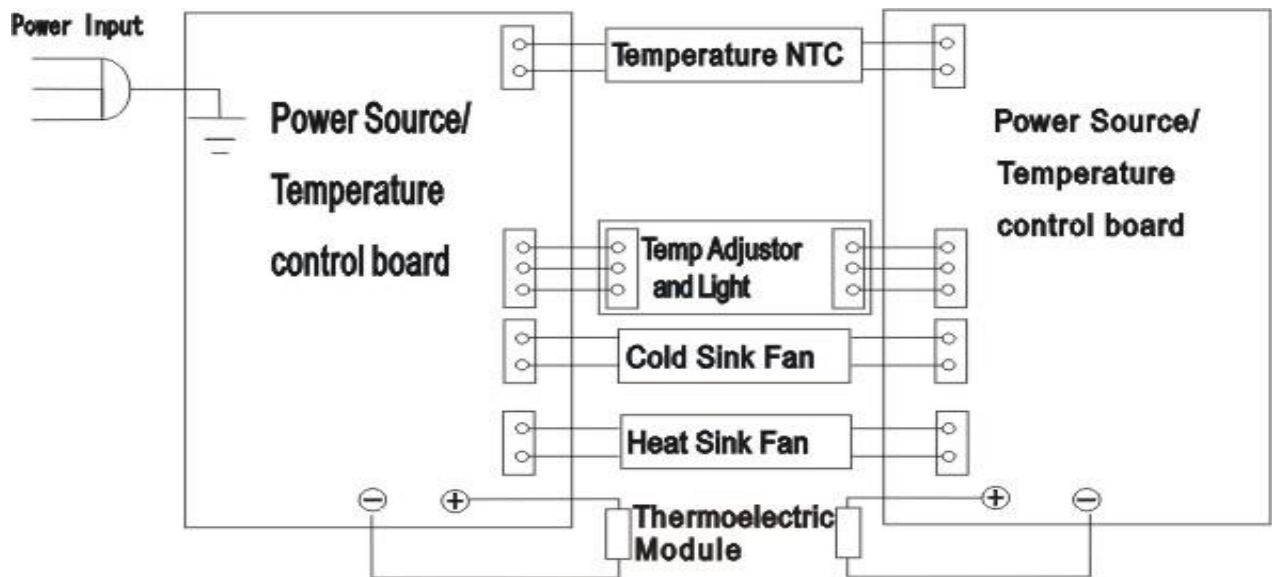 Power Input
Power Source/
Temperature
control board
Temperature NTC
Temp Adjustor
and Light
Cold Sink Fan
Heat Sink Fan
Thermoelectric
Module
Power Source/
Temperature
control board
− +
+ −